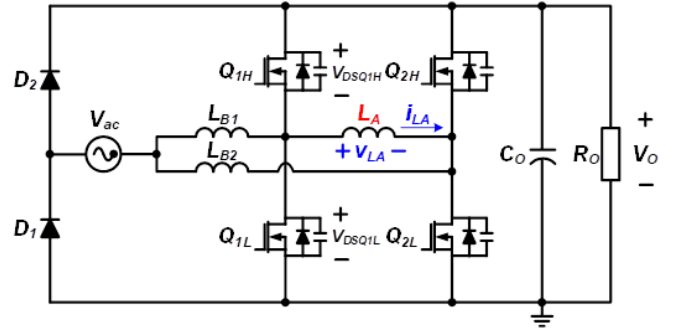 D2
Vac
LB1
LB2
Q1H
+
VDSQ1H
−
Q2H
LA
iLA
+ vLA −
D1
Q1L
+
VDSQ1L
−
Q2L
CO
RO
+
VO
−